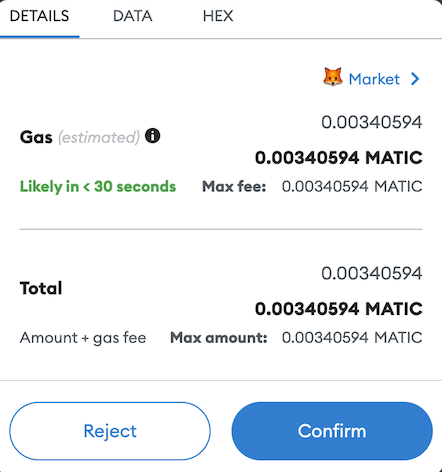 DETAILS DATA HEX
Market
0.00340594
Gas (estimated) 0.00340594 MATIC
Likely in < 30 seconds Max fee: 0.00340594 MATIC
0.00340594
Total 0.00340594 MATIC
Amount + gas fee Max amount: 0.00340594 MATIC
Reject Confirm